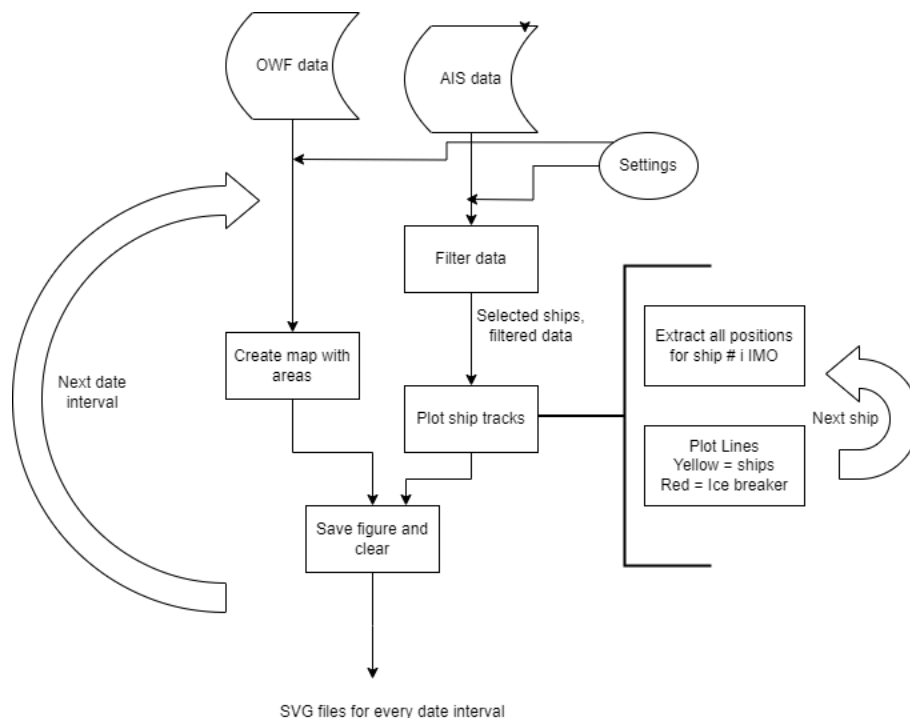 OWF data
AIS data
Settings
Filter data
Selected ships,
filtered data
Extract all positions
for ship # i IMO
Create map with
areas
Next date
interval
Plot ship tracks
Next ship
Plot Lines
Yellow = ships
Red = Ice breaker
Save figure and
clear
SVG files for every date interval